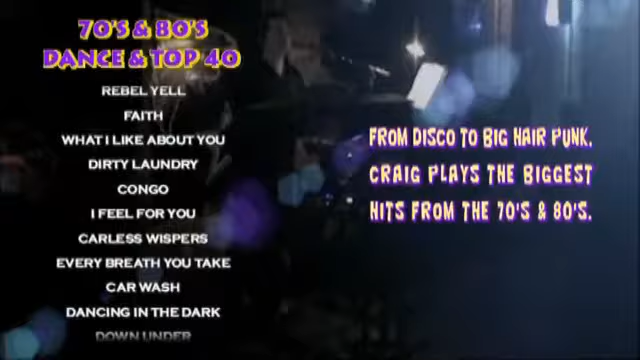 70'S & 80'S
DANCE & TOP 40
REBEL YELL
FAITH
WHAT I LIKE ABOUT YOU
DIRTY LAUNDRY
CONGO
I FEEL FOR YOU
CARLESS WISPERS
EVERY BREATH YOU TAKE
CAR WASH
DANCING IN THE DARK
DOWN UNDER
FROM DISCO TO BIG HAIR PUNK,
CRAIG PLAYS THE BIGGEST
HITS FROM THE 70'S & 80'S.